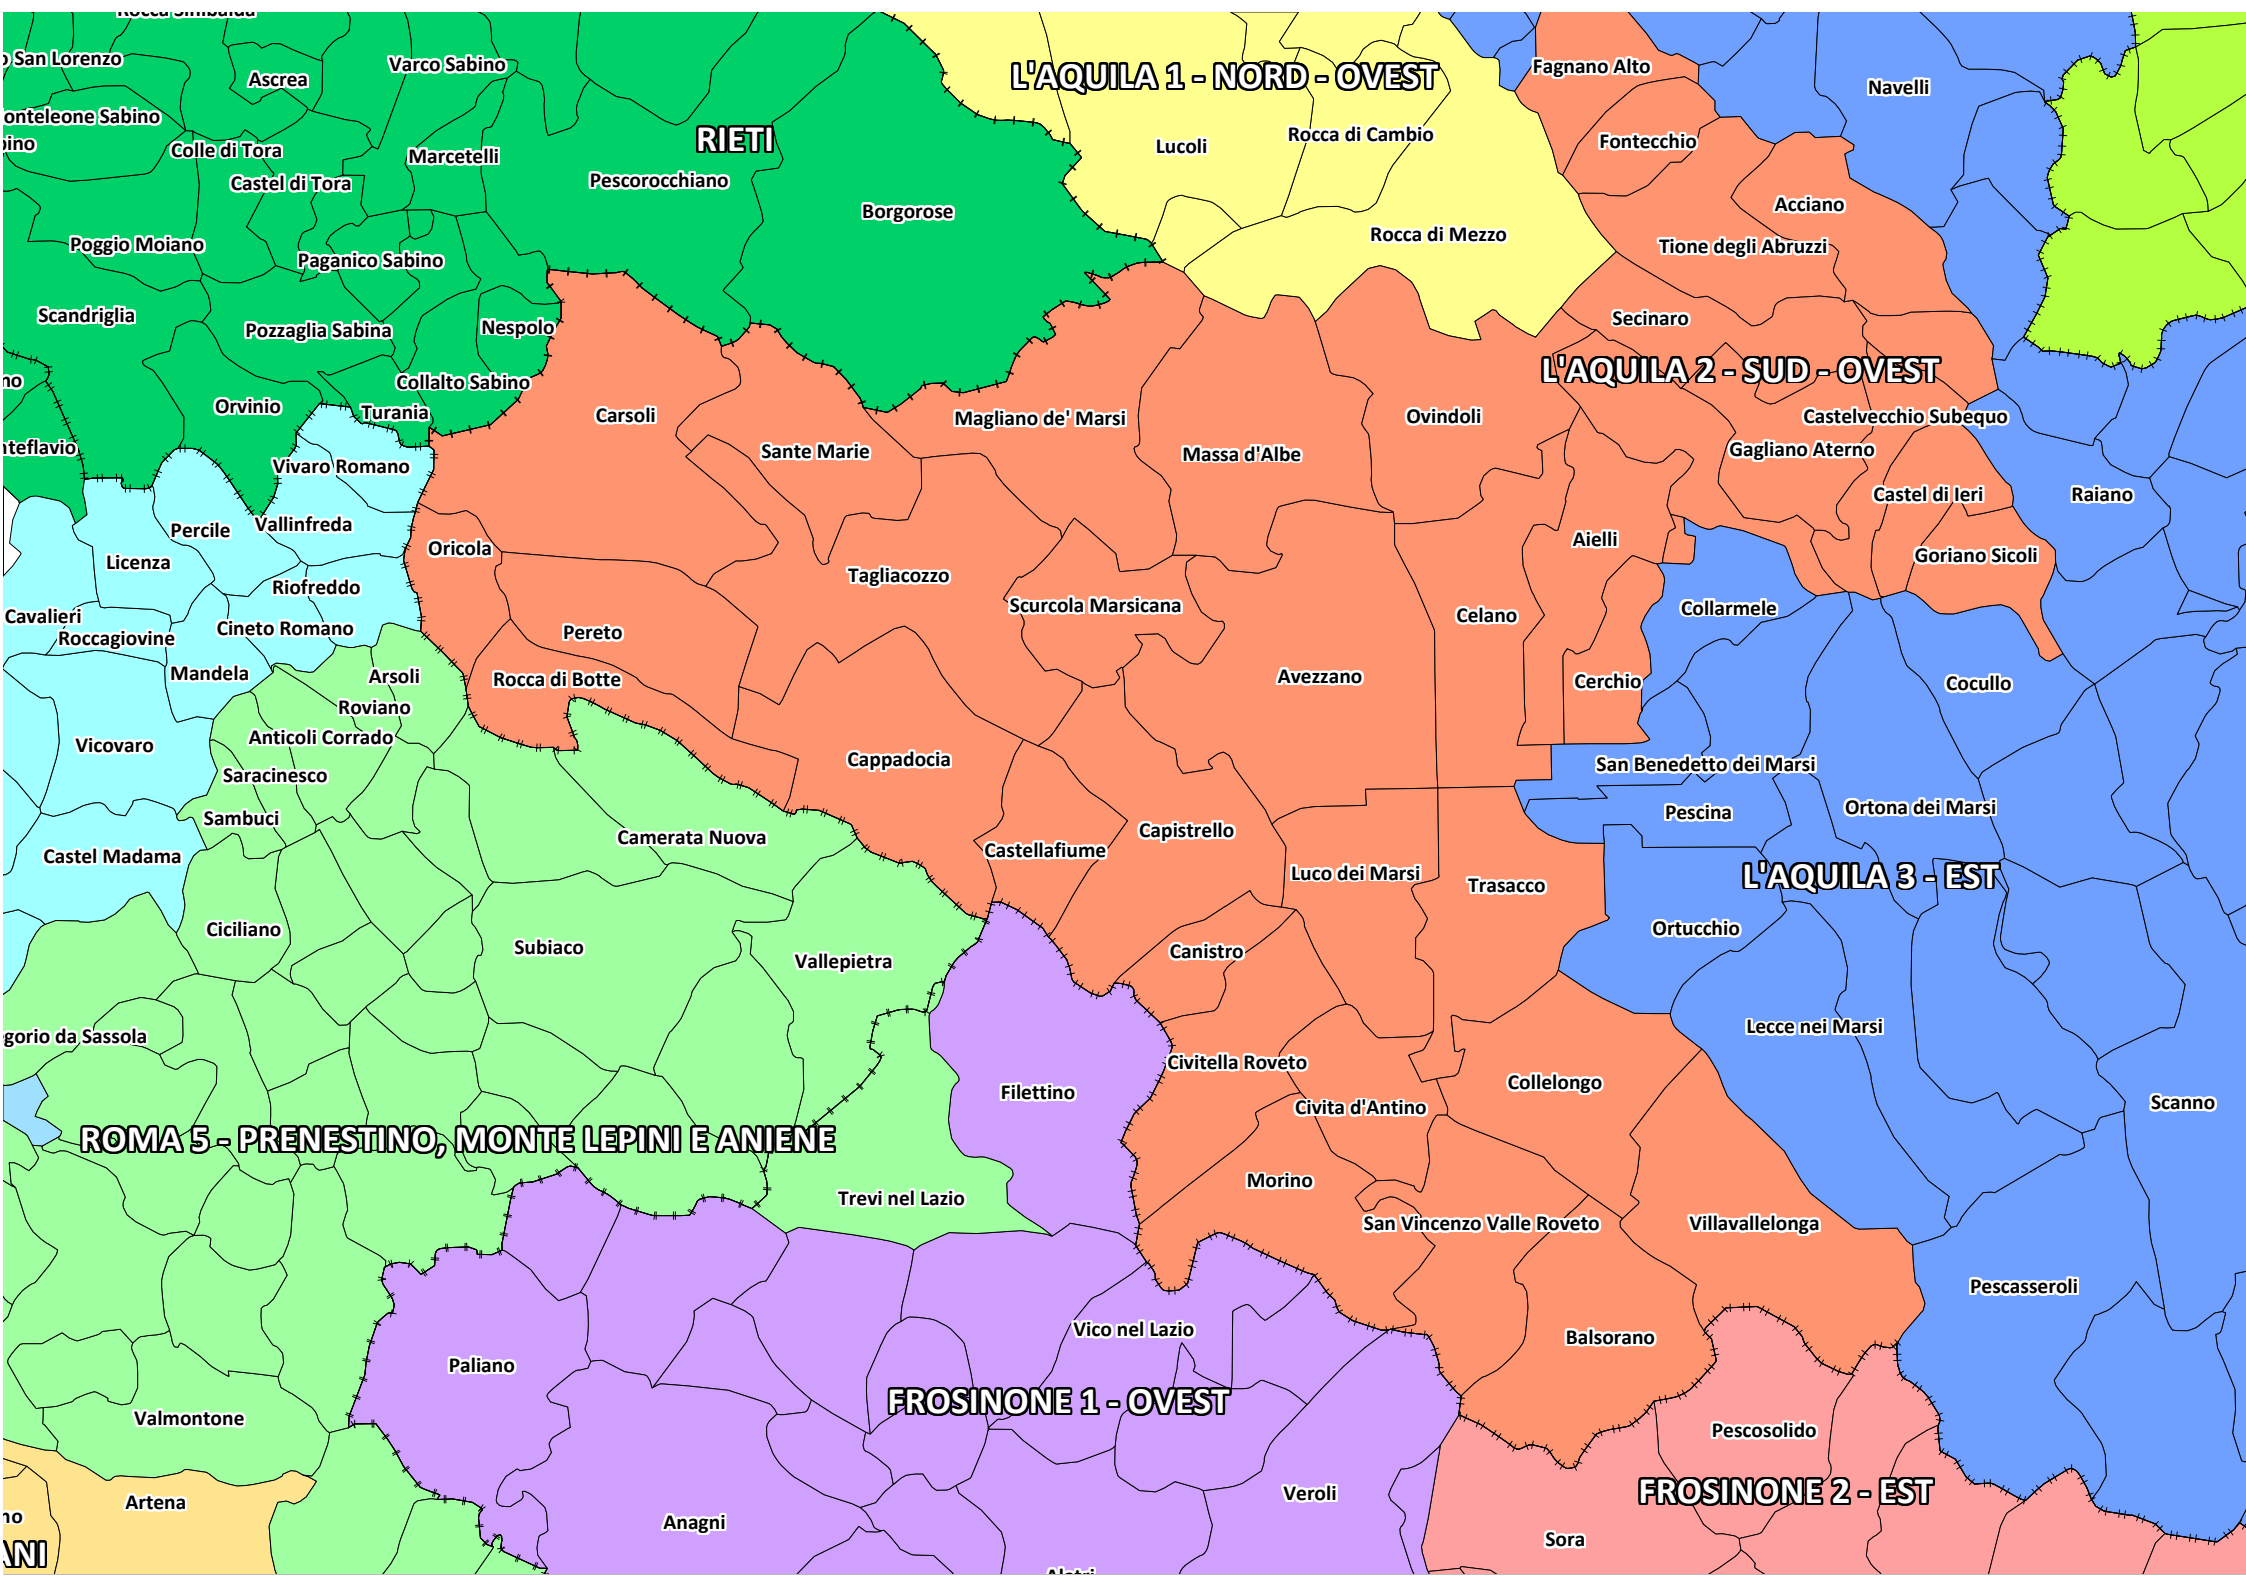 San Lorenzo
Varco Sabino
Ascrea
L'AQUILA 1 - NORD - OVEST
Fagnano Alto
Navelli
onteleone Sabino
RIETI
Lucoli
Rocca di Cambio
Fontecchio
Colle di Tora
Marcetelli
Castel di Tora
Pescorocchiano
Borgorose
Acciano
Poggio Moiano
Paganico Sabino
Rocca di Mezzo
Tione degli Abruzzi
Scandriglia
Pozzaglia Sabina
Nespolo
Secinaro
L'AQUILA 2 - SUD - OVEST
Collalto Sabino
Orvinio
Turania
Carsoli
Magliano de' Marsi
Ovindoli
Castelvecchio Subequo
nteflavio
Vivaro Romano
Sante Marie
Massa d'Albe
Gagliano Aterno
Castel di Ieri
Raiano
Percile
Vallinfreda
Licenza
Oricola
Aielli
Goriano Sicoli
Riofreddo
Tagliacozzo
Scurcola Marsicana
Collarmele
Cavalieri
Roccagiovine
Cineto Romano
Pereto
Celano
Mandela
Arsoli
Rocca di Botte
Avezzano
Cerchio
Cocullo
Roviano
Vicovaro
Anticoli Corrado
Cappadocia
San Benedetto dei Marsi
Saracinesco
Sambuci
Camerata Nuova
Capistrello
Pescina
Ortona dei Marsi
Castel Madama
Castellafiume
Luco dei Marsi
Trasacco
L'AQUILA 3 - EST
Ciciliano
Subiaco
Vallepietra
Canistro
Ortucchio
gorio da Sassola
Lecce nei Marsi
Civitella Roveto
Filettino
Collelongo
Civita d'Antino
Scanno
ROMA 5 - PRENESTINO, MONTE LEPINI E ANIENE
Trevi nel Lazio
Morino
San Vincenzo Valle Roveto
Villavallelonga
Pescasseroli
Vico nel Lazio
Balsorano
Paliano
FROSINONE 1 - OVEST
Valmontone
Pescosolido
Artena
Veroli
FROSINONE 2 - EST
no
Anagni
Sora
ANI